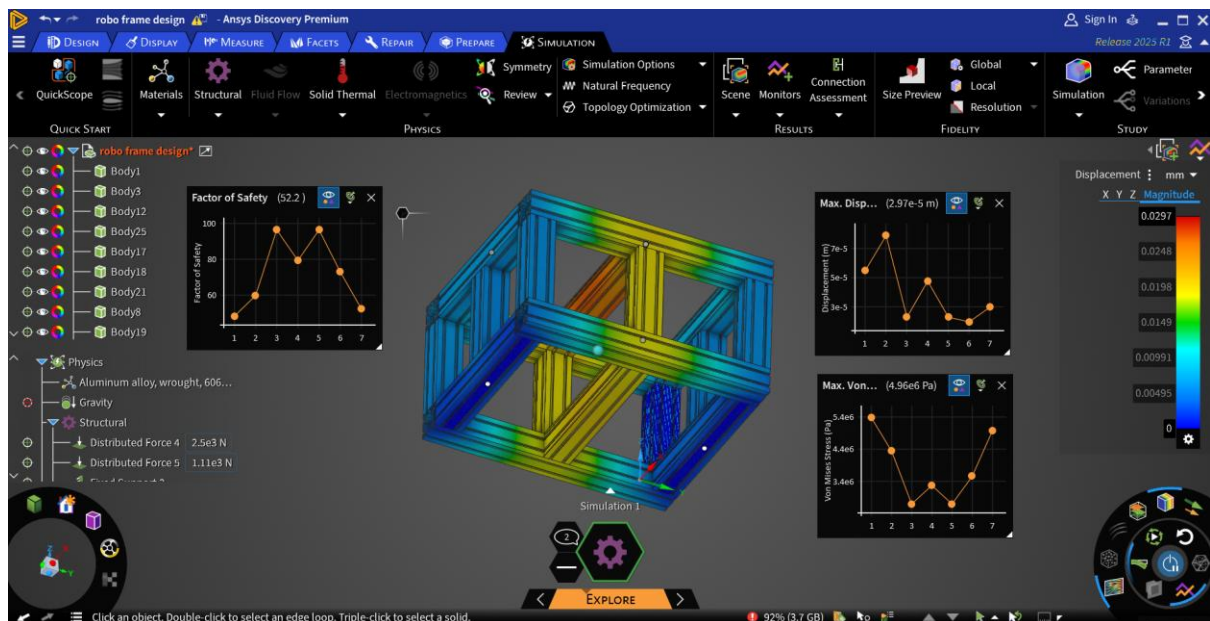 robo frame design - Ansys Discovery Premium
Sign In
DESIGN DISPLAY MEASURE FACETS REPAIR PREPARE SIMULATION
Release 2025 R1
QuickScope
Materials Structural Fluid Flow Solid Thermal Electromagnetics
Symmetry
Review
Simulation Options
Natural Frequency
Topology Optimization
Scene Monitors Connection Assessment
Size Preview
Global
Local
Resolution
Simulation
Parameter
Variations
QUICK START PHYSICS RESULTS FIDELITY STUDY
robo frame design*
Body1
Body3
Body12
Body25
Body17
Body18
Body21
Body8
Body19
Physics
Aluminum alloy, wrought, 606...
Gravity
Structural
Distributed Force 4 2.5e3 N
Distributed Force 5 1.11e3 N
Factor of Safety (52.2 )
Factor of Safety
100
80
60
1 2 3 4 5 6 7
Max. Disp... (2.97e-5 m)
Displacement (m)
7e-5
5e-5
3e-5
1 2 3 4 5 6 7
Max. Von... (4.96e6 Pa)
Von Mises Stress (Pa)
5.4e6
4.4e6
3.4e6
1 2 3 4 5 6 7
Displacement mm
X Y Z Magnitude
0.0297
0.0248
0.0198
0.0149
0.00991
0.00495
0
Simulation 1
2
EXPLORE
Click an object. Double-click to select an edge loop. Triple-click to select a solid.
92% (3.7 GB)